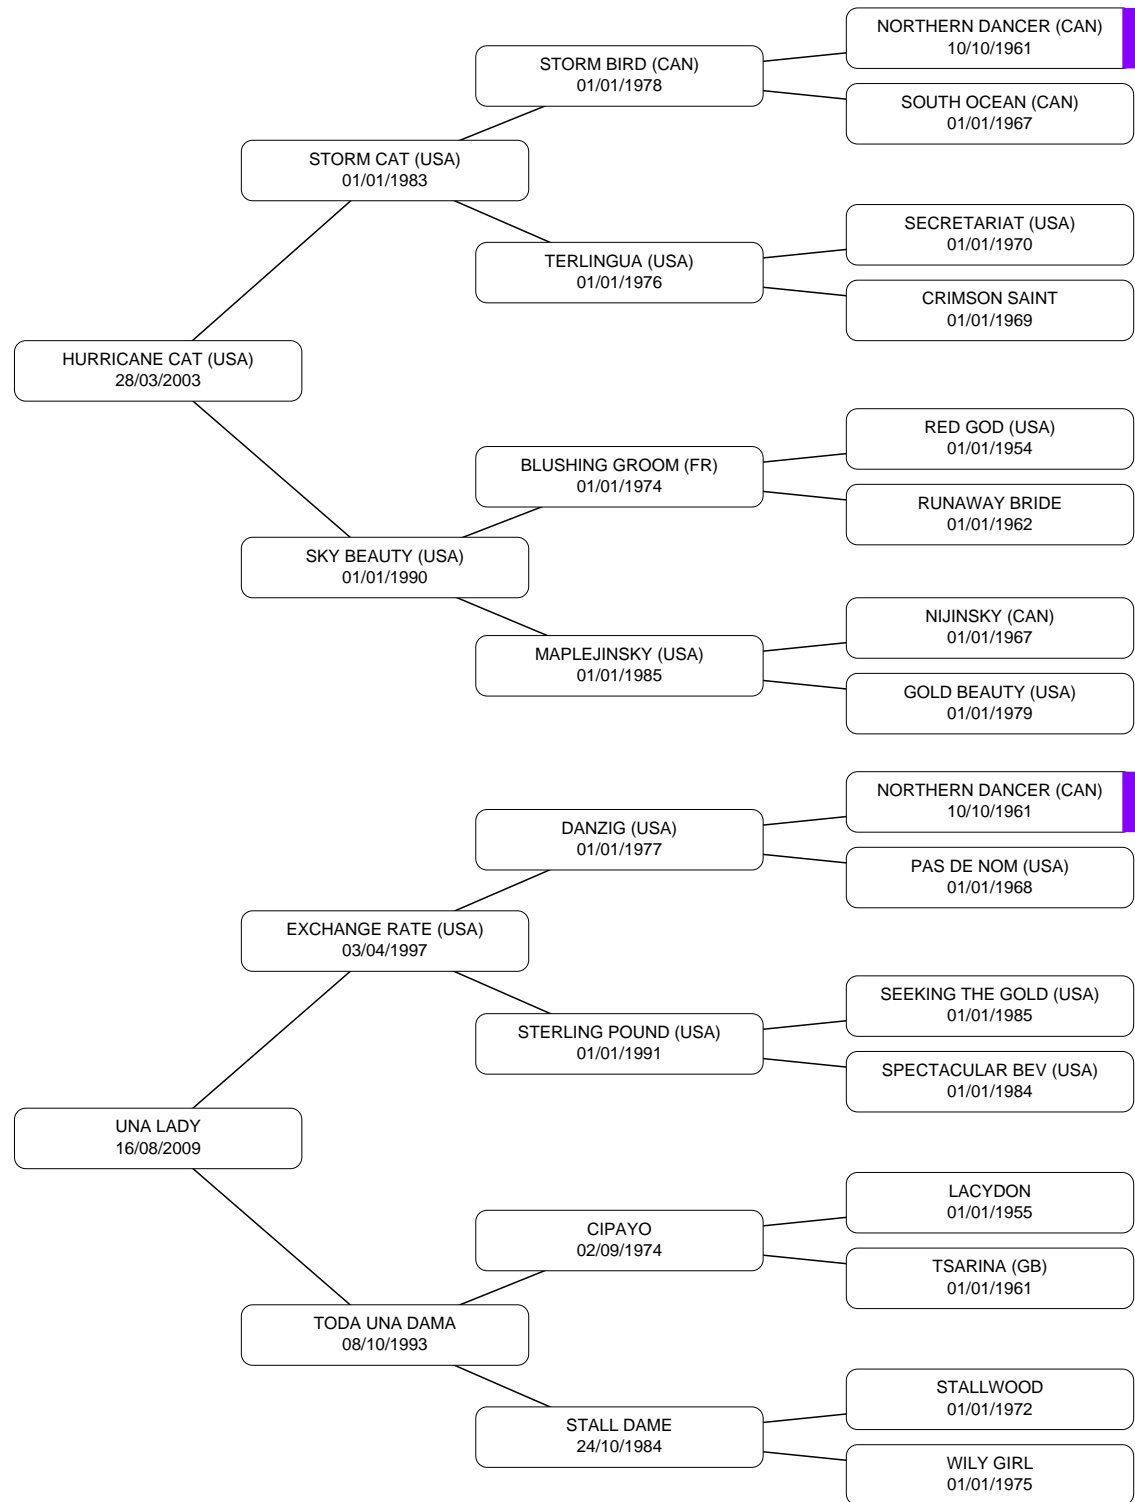 NORTHERN DANCER (CAN)
10/10/1961
STORM BIRD (CAN)
01/01/1978
SOUTH OCEAN (CAN)
01/01/1967
STORM CAT (USA)
01/01/1983
SECRETARIAT (USA)
01/01/1970
TERLINGUA (USA)
01/01/1976
CRIMSON SAINT
01/01/1969
HURRICANE CAT (USA)
28/03/2003
RED GOD (USA)
01/01/1954
BLUSHING GROOM (FR)
01/01/1974
RUNAWAY BRIDE
01/01/1962
SKY BEAUTY (USA)
01/01/1990
NIJINSKY (CAN)
01/01/1967
MAPLEJINSKY (USA)
01/01/1985
GOLD BEAUTY (USA)
01/01/1979
NORTHERN DANCER (CAN)
10/10/1961
DANZIG (USA)
01/01/1977
PAS DE NOM (USA)
01/01/1968
EXCHANGE RATE (USA)
03/04/1997
SEEKING THE GOLD (USA)
01/01/1985
STERLING POUND (USA)
01/01/1991
SPECTACULAR BEV (USA)
01/01/1984
UNA LADY
16/08/2009
LACYDON
01/01/1955
CIPAYO
02/09/1974
TSARINA (GB)
01/01/1961
TODA UNA DAMA
08/10/1993
STALLWOOD
01/01/1972
STALL DAME
24/10/1984
WILY GIRL
01/01/1975